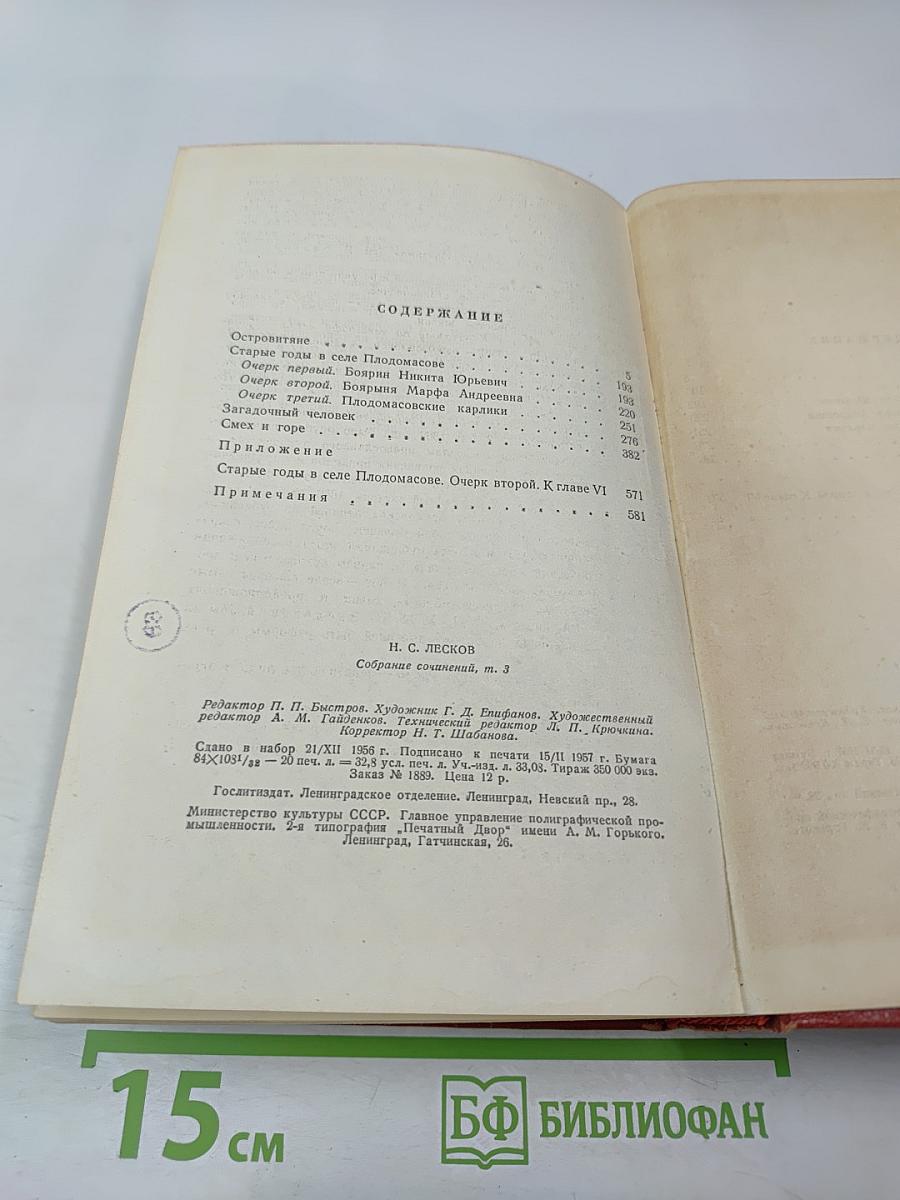 СОДЕРЖАНИЕ
Островитяне . . . . . . . . . . . . . . . . 5
Старые годы в селе Плодомасове . . . . . . . . 193
Очерк первый. Боярин Никита Юрьевич . . . . . 193
Очерк второй. Боярыня Марфа Андреевна . . . . . 220
Очерк третий. Плодомасовские карлики . . . . . 251
Загадочный человек . . . . . . . . . . . . . 276
Смех и горе . . . . . . . . . . . . . . . 382
Приложение
Старые годы в селе Плодомасове. Очерк второй. К главе VI 571
Примечания . . . . . . . . . . . . . . . 581
Н. С. ЛЕСКОВ
Собрание сочинений, т. 3
Редактор П. П. Быстров. Художник Г. Д. Епифанов. Художественный
редактор А. М. Гайденков. Технический редактор Л. П. Крючкина.
Корректор Н. Т. Шабанова.
Сдано в набор 21/XII 1956 г. Подписано к печати 15/II 1957 г. Бумага
84×108¹/₃₂ — 20 печ. л. = 32,8 усл. печ. л. Уч.-изд. л. 33,03. Тираж 350 000 экз.
Заказ № 1889. Цена 12 р.
Гослитиздат. Ленинградское отделение. Ленинград, Невский пр., 28.
Министерство культуры СССР. Главное управление полиграфической про-
мышленности. 2-я типография „Печатный Двор" имени А. М. Горького.
Ленинград, Гатчинская, 26.
15 см
БФ БИБЛИОФАН